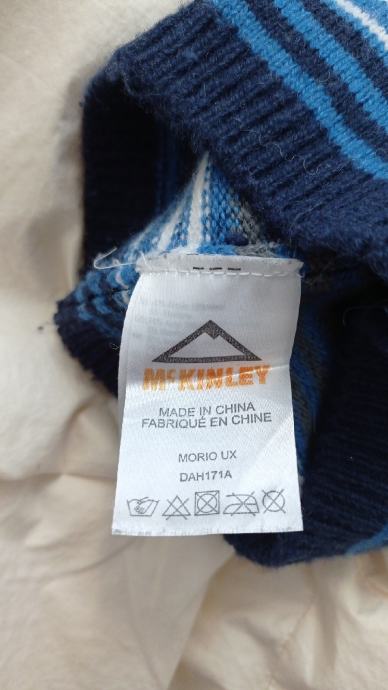 McKINLEY
MADE IN CHINA
FABRIQUÉ EN CHINE
MORIO UX
DAH171A